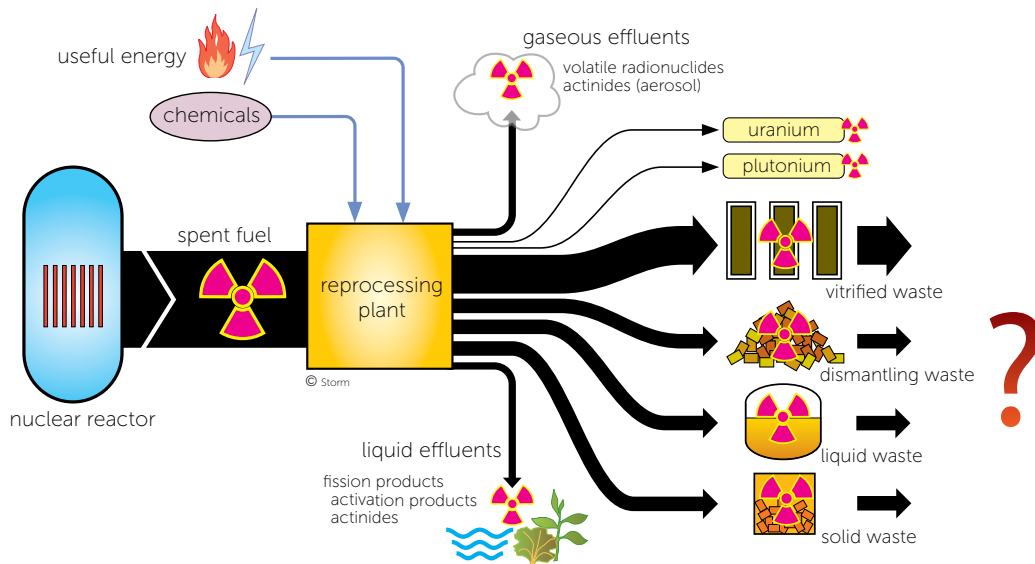 useful energy
chemicals
gaseous effluents
volatile radionuclides
actinides (aerosol)
uranium
plutonium
spent fuel
reprocessing
plant
vitrified waste
© Storm
dismantling waste
?
nuclear reactor
liquid effluents
liquid waste
fission products
activation products
actinides
solid waste